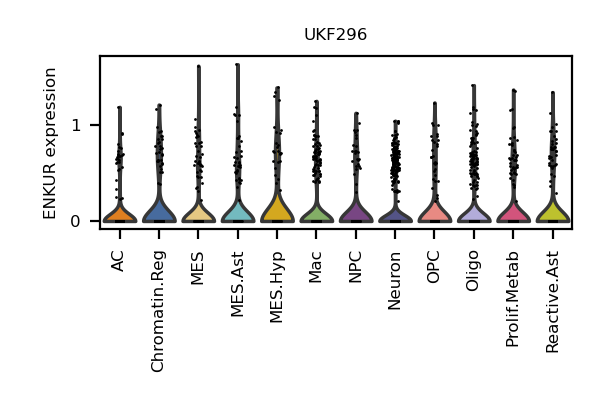 UKF296
ENKUR expression
1
0
AC
Chromatin.Reg
MES
MES.Ast
MES.Hyp
Mac
NPC
Neuron
OPC
Oligo
Prolif.Metab
Reactive.Ast